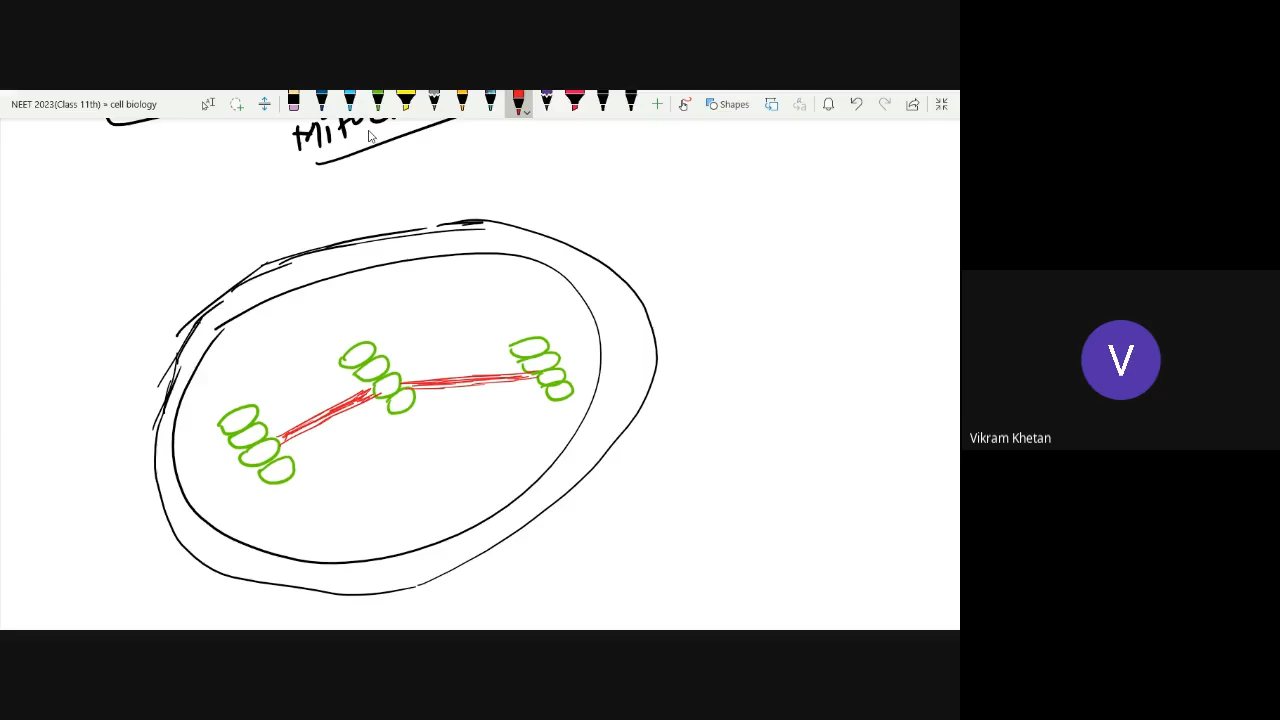 NEET 2023(Class 11th) » cell biology
Shapes
V
Vikram Khetan